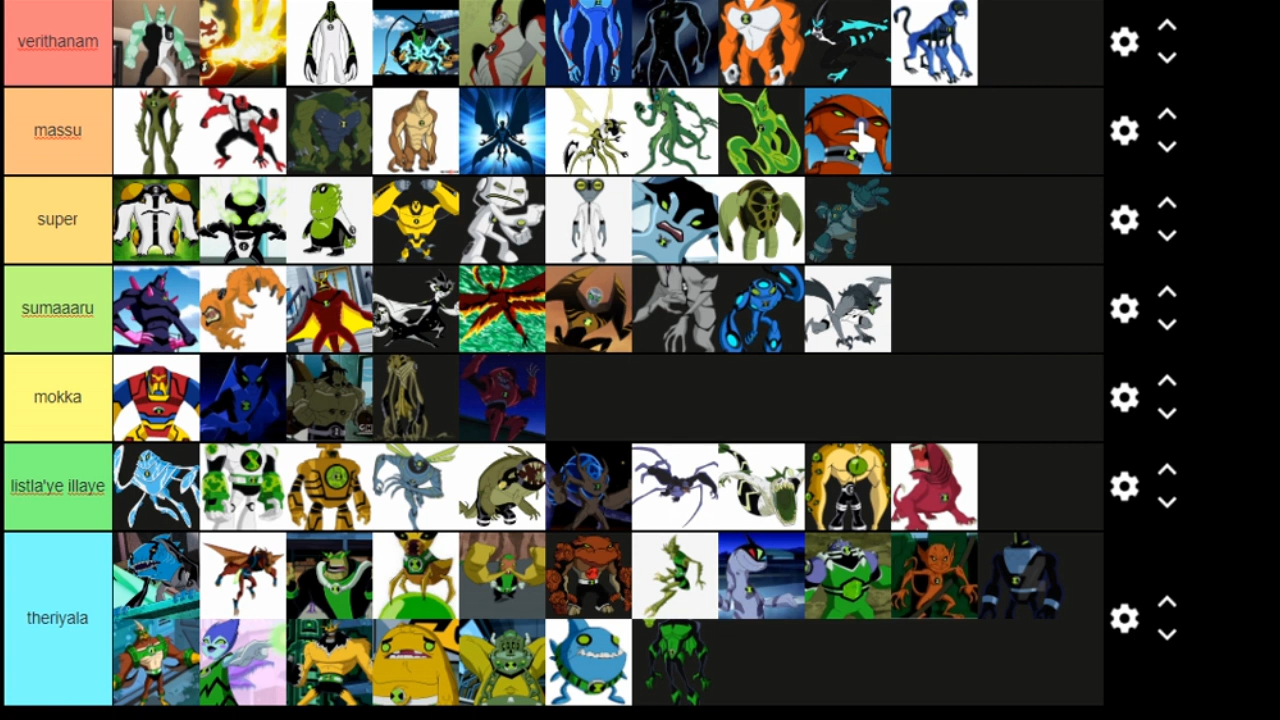 verithanam
massu
super
sumaaaru
mokka
listla'ye illaye
theriyala